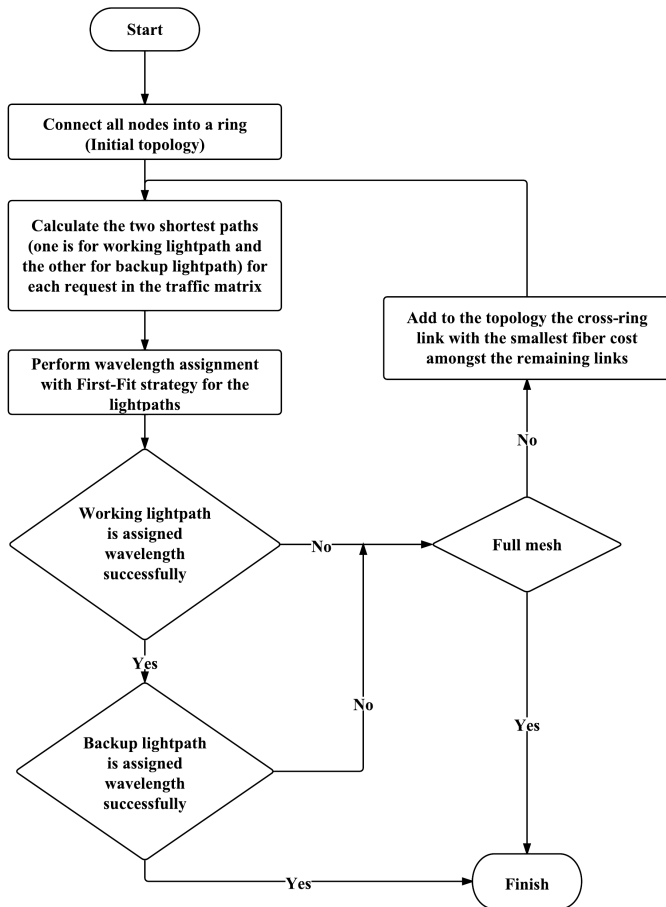 Start
Connect all nodes into a ring
(Initial topology)
Calculate the two shortest paths
(one is for working lightpath and
the other for backup lightpath) for
each request in the traffic matrix
Add to the topology the cross-ring
link with the smallest fiber cost
amongst the remaining links
Perform wavelength assignment
with First-Fit strategy for the
lightpaths
No
Working lightpath
is assigned
wavelength
successfully
No
Full mesh
Yes
No
Yes
Backup lightpath
is assigned
wavelength
successfully
Yes
Finish